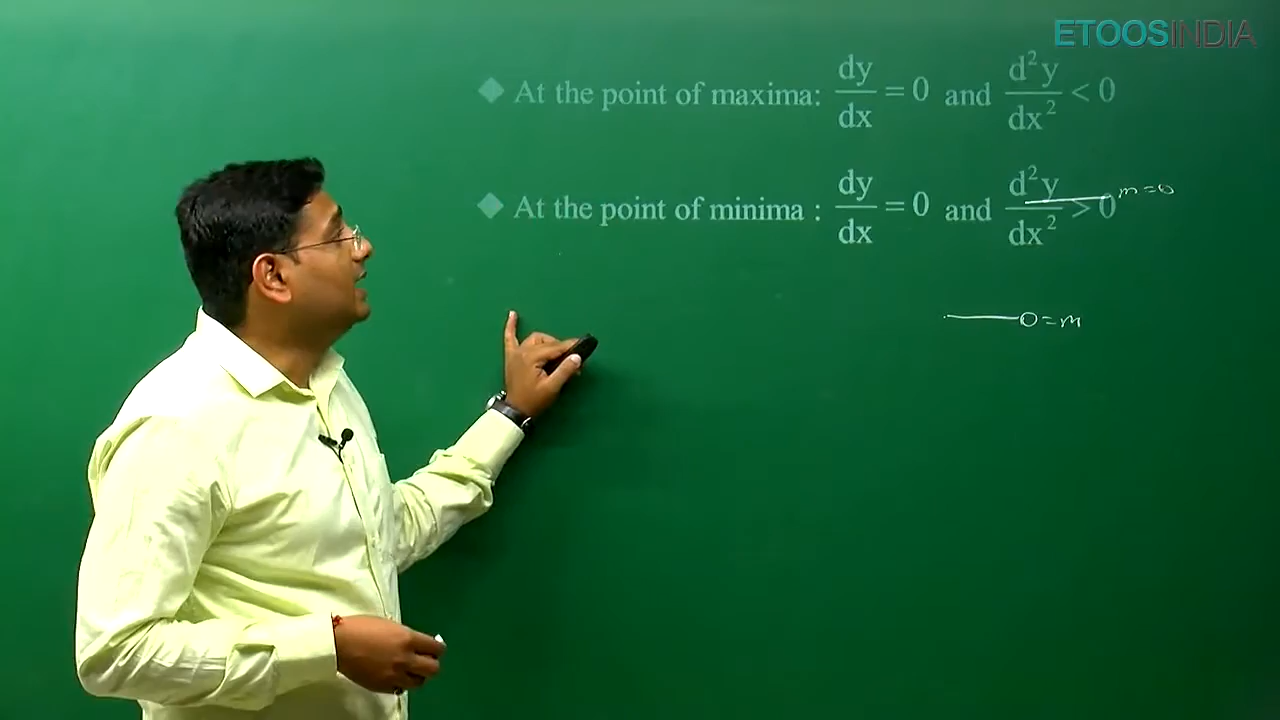 ETOOSINDIA
◆ At the point of maxima: dy/dx = 0 and d²y/dx² < 0
◆ At the point of minima : dy/dx = 0 and d²y/dx² > 0 m = 0
0 = m